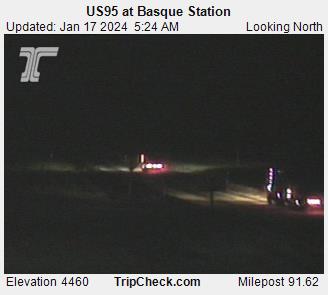 US95 at Basque Station
Updated: Jan 17 2024 5:24 AM Looking North
Elevation 4460 TripCheck.com Milepost 91.62